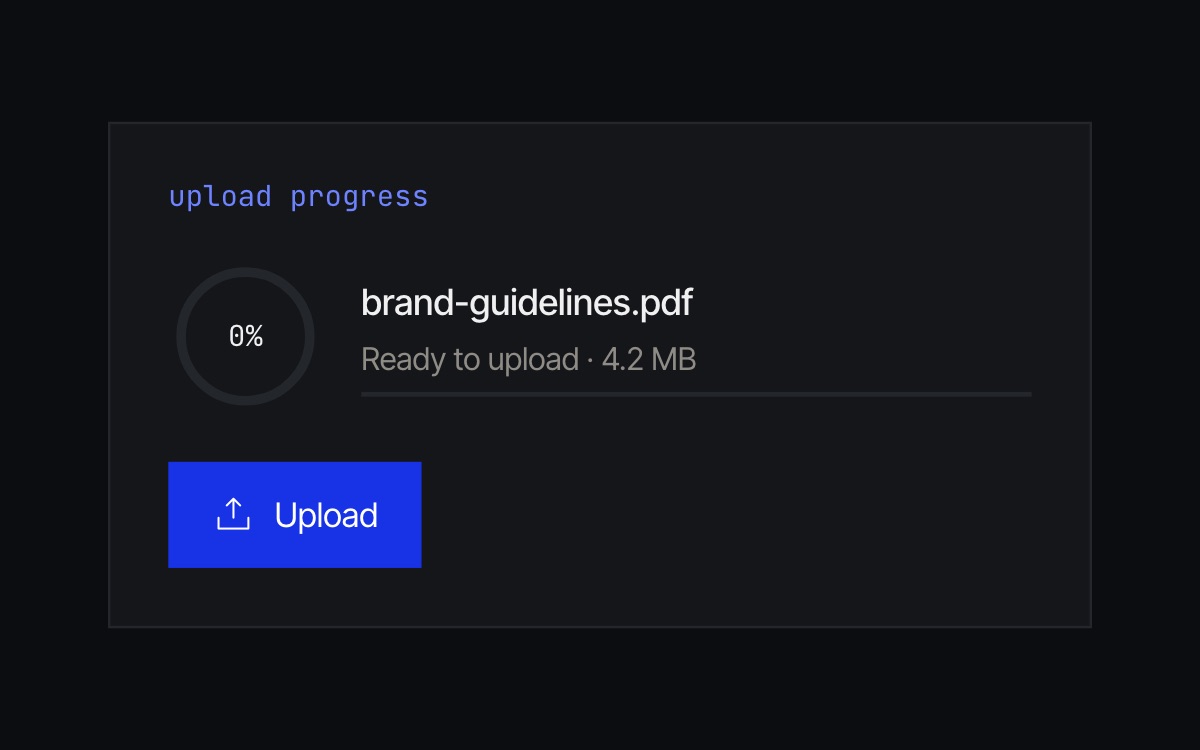 upload progress
0%
brand-guidelines.pdf
Ready to upload · 4.2 MB
Upload